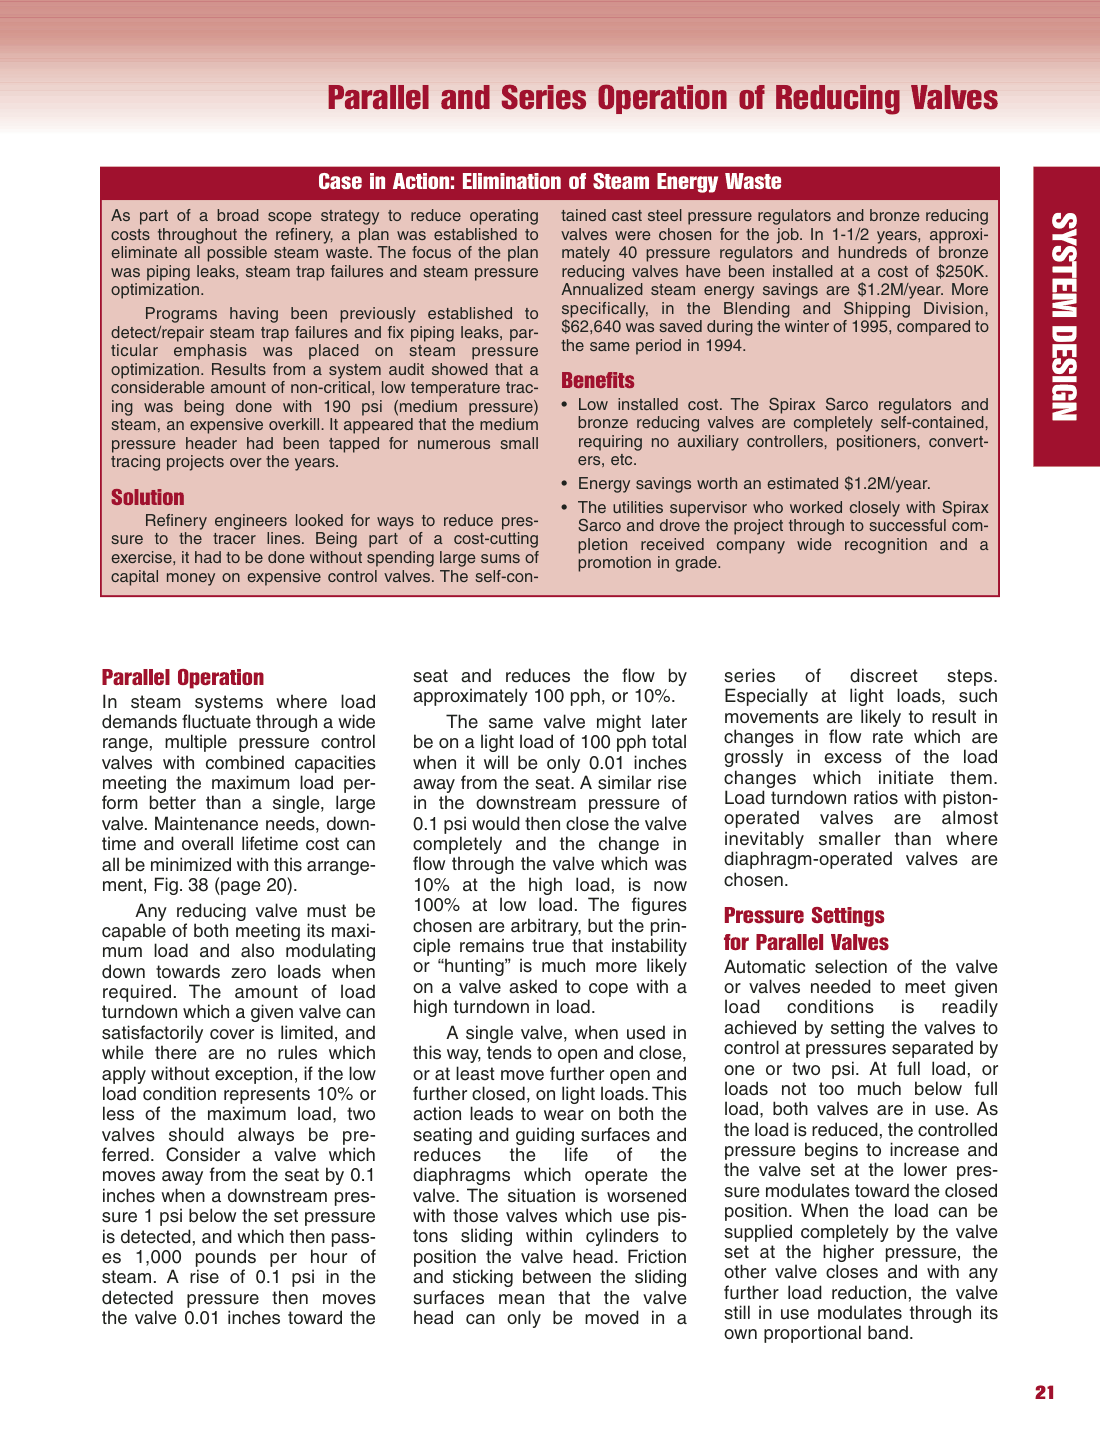 Parallel and Series Operation of Reducing Valves
SYSTEM DESIGN
Case in Action: Elimination of Steam Energy Waste
As part of a broad scope strategy to reduce operating
costs throughout the refinery, a plan was established to
eliminate all possible steam waste. The focus of the plan
was piping leaks, steam trap failures and steam pressure
optimization.
Programs having been previously established to
detect/repair steam trap failures and fix piping leaks, par-
ticular emphasis was placed on steam pressure
optimization. Results from a system audit showed that a
considerable amount of non-critical, low temperature trac-
ing was being done with 190 psi (medium pressure)
steam, an expensive overkill. It appeared that the medium
pressure header had been tapped for numerous small
tracing projects over the years.
Solution
Refinery engineers looked for ways to reduce pres-
sure to the tracer lines. Being part of a cost-cutting
exercise, it had to be done without spending large sums of
capital money on expensive control valves. The self-con-
tained cast steel pressure regulators and bronze reducing
valves were chosen for the job. In 1-1/2 years, approxi-
mately 40 pressure regulators and hundreds of bronze
reducing valves have been installed at a cost of $250K.
Annualized steam energy savings are $1.2M/year. More
specifically, in the Blending and Shipping Division,
$62,640 was saved during the winter of 1995, compared to
the same period in 1994.
Benefits
• Low installed cost. The Spirax Sarco regulators and
bronze reducing valves are completely self-contained,
requiring no auxiliary controllers, positioners, convert-
ers, etc.
• Energy savings worth an estimated $1.2M/year.
• The utilities supervisor who worked closely with Spirax
Sarco and drove the project through to successful com-
pletion received company wide recognition and a
promotion in grade.
Parallel Operation
In steam systems where load
demands fluctuate through a wide
range, multiple pressure control
valves with combined capacities
meeting the maximum load per-
form better than a single, large
valve. Maintenance needs, down-
time and overall lifetime cost can
all be minimized with this arrange-
ment, Fig. 38 (page 20).
Any reducing valve must be
capable of both meeting its maxi-
mum load and also modulating
down towards zero loads when
required. The amount of load
turndown which a given valve can
satisfactorily cover is limited, and
while there are no rules which
apply without exception, if the low
load condition represents 10% or
less of the maximum load, two
valves should always be pre-
ferred. Consider a valve which
moves away from the seat by 0.1
inches when a downstream pres-
sure 1 psi below the set pressure
is detected, and which then pass-
es 1,000 pounds per hour of
steam. A rise of 0.1 psi in the
detected pressure then moves
the valve 0.01 inches toward the
seat and reduces the flow by
approximately 100 pph, or 10%.
The same valve might later
be on a light load of 100 pph total
when it will be only 0.01 inches
away from the seat. A similar rise
in the downstream pressure of
0.1 psi would then close the valve
completely and the change in
flow through the valve which was
10% at the high load, is now
100% at low load. The figures
chosen are arbitrary, but the prin-
ciple remains true that instability
or “hunting” is much more likely
on a valve asked to cope with a
high turndown in load.
A single valve, when used in
this way, tends to open and close,
or at least move further open and
further closed, on light loads. This
action leads to wear on both the
seating and guiding surfaces and
reduces the life of the
diaphragms which operate the
valve. The situation is worsened
with those valves which use pis-
tons sliding within cylinders to
position the valve head. Friction
and sticking between the sliding
surfaces mean that the valve
head can only be moved in a
series of discreet steps.
Especially at light loads, such
movements are likely to result in
changes in flow rate which are
grossly in excess of the load
changes which initiate them.
Load turndown ratios with piston-
operated valves are almost
inevitably smaller than where
diaphragm-operated valves are
chosen.
Pressure Settings
for Parallel Valves
Automatic selection of the valve
or valves needed to meet given
load conditions is readily
achieved by setting the valves to
control at pressures separated by
one or two psi. At full load, or
loads not too much below full
load, both valves are in use. As
the load is reduced, the controlled
pressure begins to increase and
the valve set at the lower pres-
sure modulates toward the closed
position. When the load can be
supplied completely by the valve
set at the higher pressure, the
other valve closes and with any
further load reduction, the valve
still in use modulates through its
own proportional band.
21